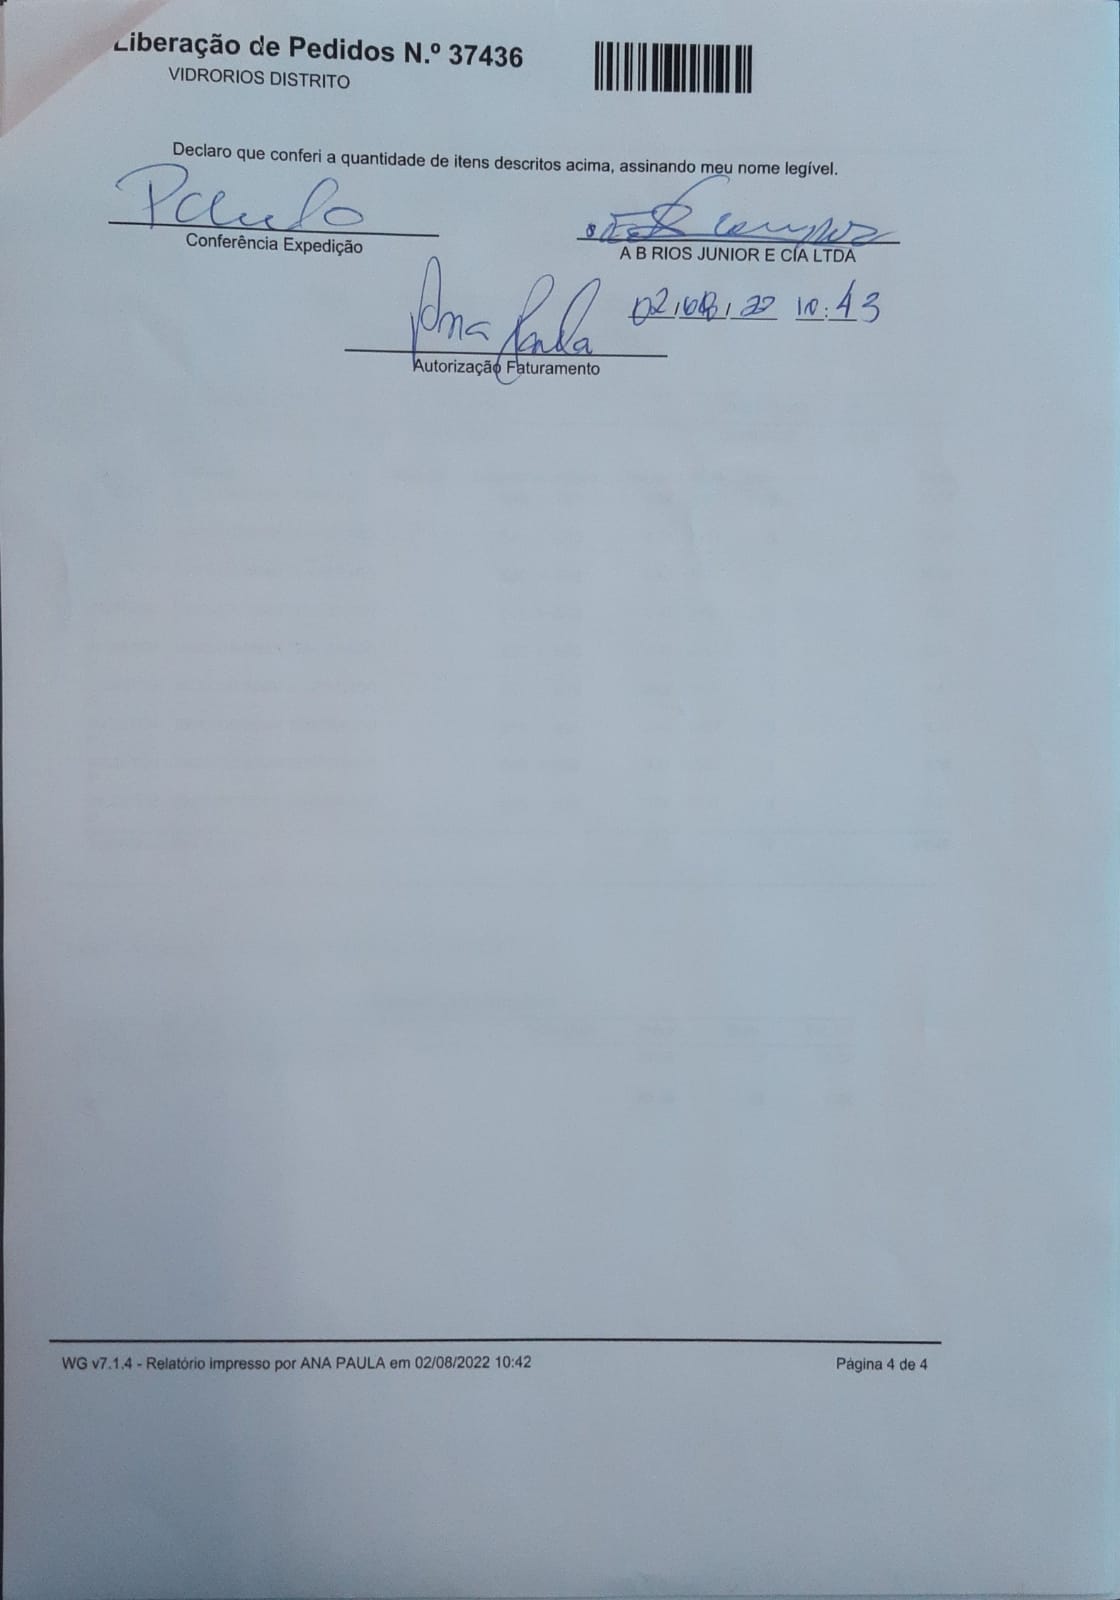 Liberação de Pedidos N.º 37436
VIDRORIOS DISTRITO
Declaro que conferi a quantidade de itens descritos acima, assinando meu nome legível.
Paulo
Conferência Expedição
A B RIOS JUNIOR E CIA LTDA
02/08/22 10:43
Ana Paula
Autorização Faturamento
WG v7.1.4 - Relatório impresso por ANA PAULA em 02/08/2022 10:42
Página 4 de 4